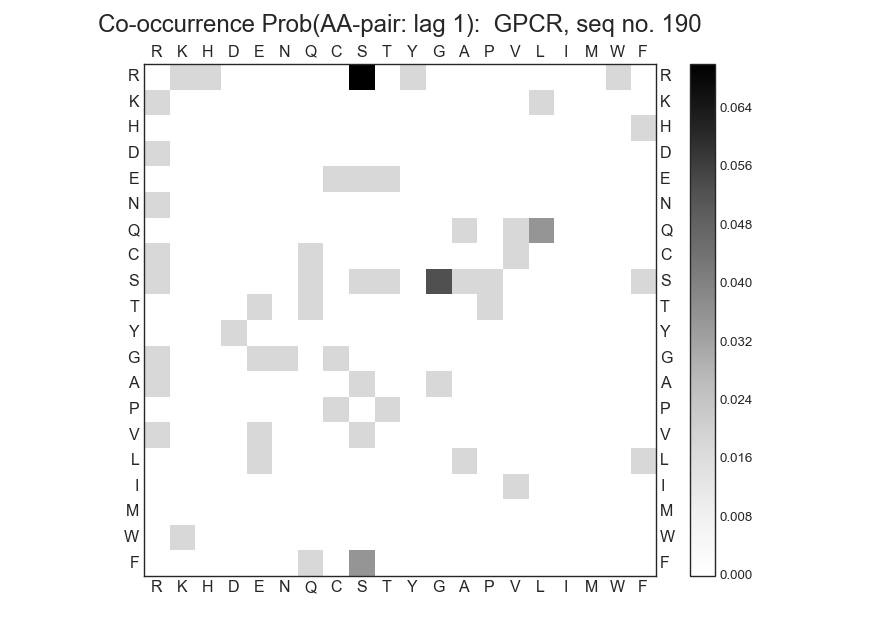 Co-occurrence Prob(AA-pair: lag 1):  GPCR, seq no. 190
R K H D E N Q C S T Y G A P V L I M W F
R R
K K
H H
D D
E E
N N
Q Q
C C
S S
T T
Y Y
G G
A A
P P
V V
L L
I I
M M
W W
F F
R K H D E N Q C S T Y G A P V L I M W F
0.064
0.056
0.048
0.040
0.032
0.024
0.016
0.008
0.000